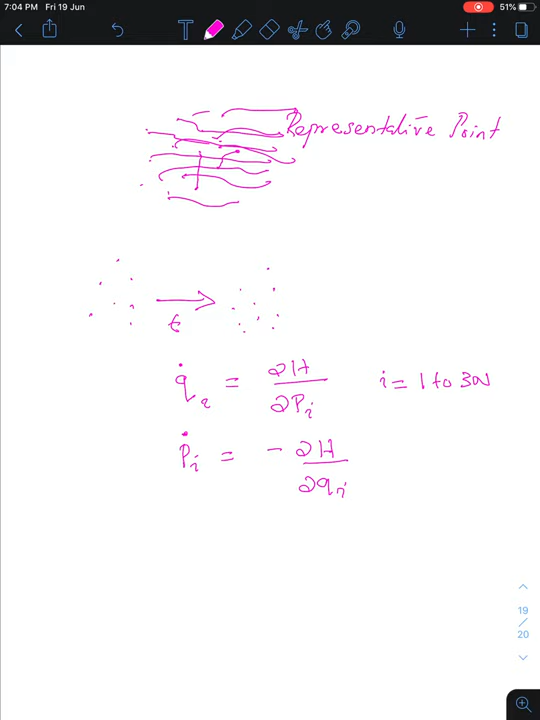 7:04 PM Fri 19 Jun 51%
Representative Point
t
q̇ᵢ = ∂H / ∂Pᵢ i = 1 to 3N
Ṗᵢ = - ∂H / ∂qᵢ
19
/
20